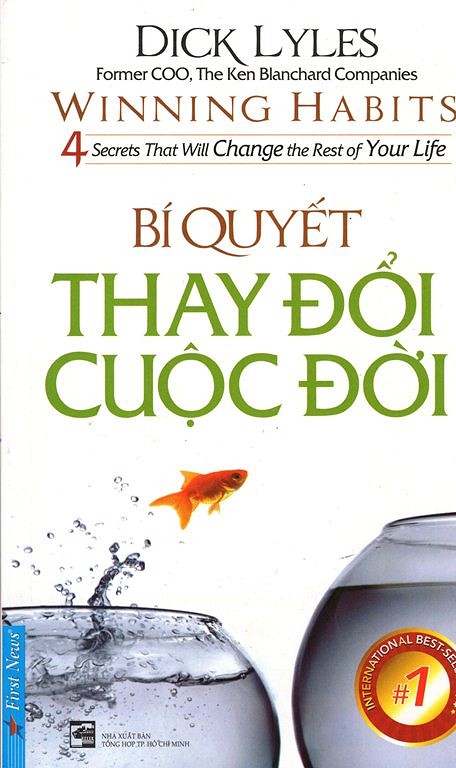 DICK LYLES
Former COO, The Ken Blanchard Companies
WINNING HABITS
4 Secrets That Will Change the Rest of Your Life
BÍ QUYẾT
THAY ĐỔI
CUỘC ĐỜI
First News
NHÀ XUẤT BẢN
TỔNG HỢP TP. HỒ CHÍ MINH
INTERNATIONAL BEST-SEL
#1